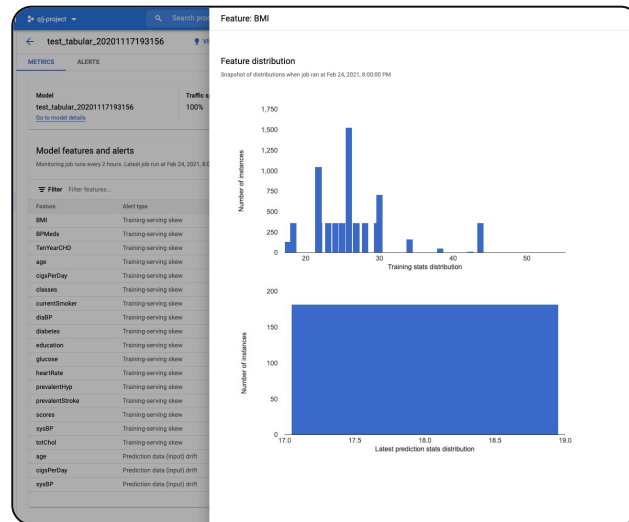 qij-project
Search prod
test_tabular_20201117193156
METRICS ALERTS
Model Traffic s
test_tabular_20201117193156 100%
Go to model details
Model features and alerts
Monitoring job runs every 2 hours. Latest job run at Feb 24, 2021, 8:0
Filter Filter features...
Feature Alert type
BMI Training-serving skew
BPMeds Training-serving skew
TenYearCHD Training-serving skew
age Training-serving skew
cigsPerDay Training-serving skew
classes Training-serving skew
currentSmoker Training-serving skew
diaBP Training-serving skew
diabetes Training-serving skew
education Training-serving skew
glucose Training-serving skew
heartRate Training-serving skew
prevalentHyp Training-serving skew
prevalentStroke Training-serving skew
scores Training-serving skew
sysBP Training-serving skew
totChol Training-serving skew
age Prediction data (input) drift
cigsPerDay Prediction data (input) drift
sysBP Prediction data (input) drift
Feature: BMI
Feature distribution
Snapshot of distributions when job ran at Feb 24, 2021, 8:00:00 PM
Number of instances
1,750
1,500
1,250
1,000
750
500
250
0
20 30 40 50
Training stats distribution
Number of instances
200
150
100
50
0
17.0 17.5 18.0 18.5 19.0
Latest prediction stats distribution